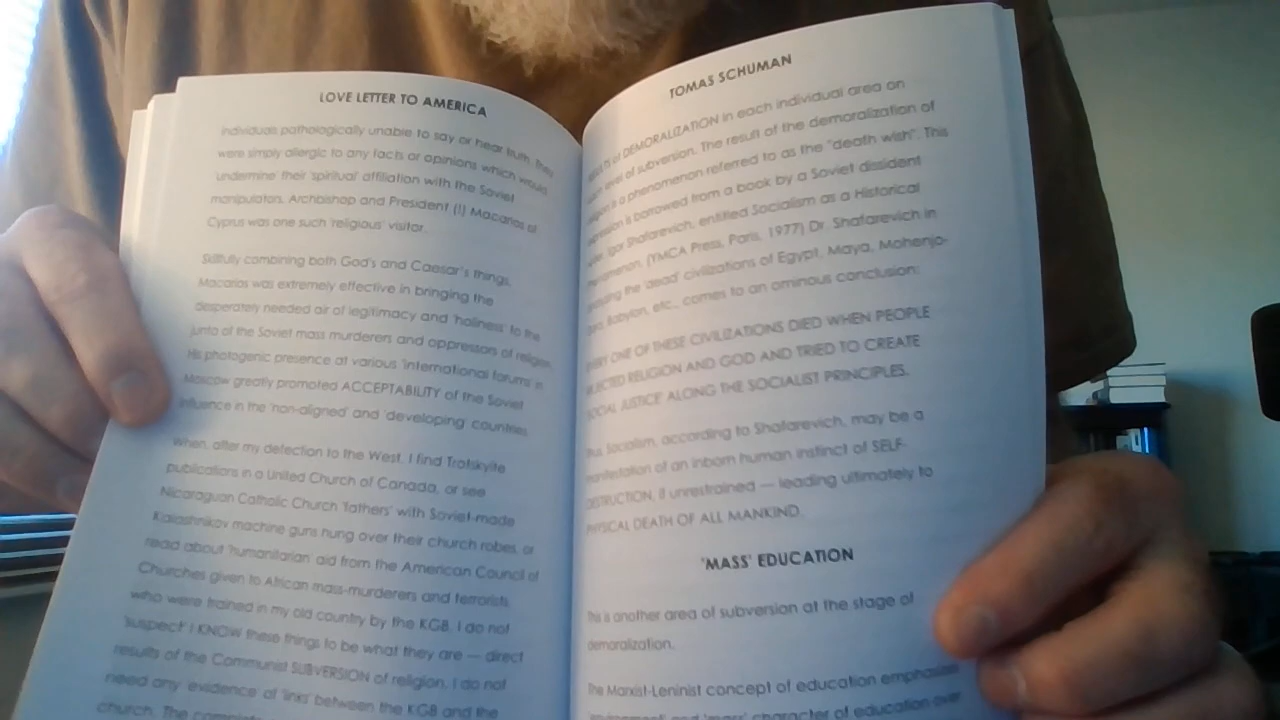 LOVE LETTER TO AMERICA
individuals pathologically unable to say or hear truth. They
were simply allergic to any facts or opinions which would
undermine their 'spiritual' affiliation with the Soviet
manipulators. Archbishop and President (!) Macarios of
Cyprus was one such 'religious' visitor.
Skillfully combining both God's and Caesar's things,
Macarios was extremely effective in bringing the
desperately needed air of legitimacy and 'holiness' to the
junta of the Soviet mass murderers and oppressors of religion.
His photogenic presence at various 'international forums' in
Moscow greatly promoted ACCEPTABILITY of the Soviet
influence in the 'non-aligned' and 'developing' countries.
When, after my defection to the West, I find Trotskyite
publications in a United Church of Canada, or see
Nicaraguan Catholic Church 'fathers' with Soviet-made
Kalashnikov machine guns hung over their church robes, or
read about 'humanitarian' aid from the American Council of
Churches given to African mass-murderers and terrorists
who were trained in my old country by the KGB, I do not
'suspect' I KNOW these things to be what they are — direct
results of the Communist SUBVERSION of religion. I do not
need any 'evidence' of 'links' between the KGB and the
church. The
TOMAS SCHUMAN
of DEMORALIZATION in each individual area on
level of subversion. The result of the demoralization of
is a phenomenon referred to as the "death wish". This
is borrowed from a book by a Soviet dissident
Igor Shafarevich, entitled Socialism as a Historical
(YMCA Press, Paris, 1977) Dr. Shafarevich in
the 'dead' civilizations of Egypt, Maya, Mohenjo-
Babylon, etc., comes to an ominous conclusion:
ONE OF THESE CIVILIZATIONS DIED WHEN PEOPLE
RELIGION AND GOD AND TRIED TO CREATE
JUSTICE' ALONG THE SOCIALIST PRINCIPLES.
Socialism, according to Shafarevich, may be a
of an inborn human instinct of SELF-
DESTRUCTION, if unrestrained — leading ultimately to
PHYSICAL DEATH OF ALL MANKIND.
'MASS' EDUCATION
This is another area of subversion at the stage of
demoralization.
The Marxist-Leninist concept of education emphasizes
and 'mass' character of education over